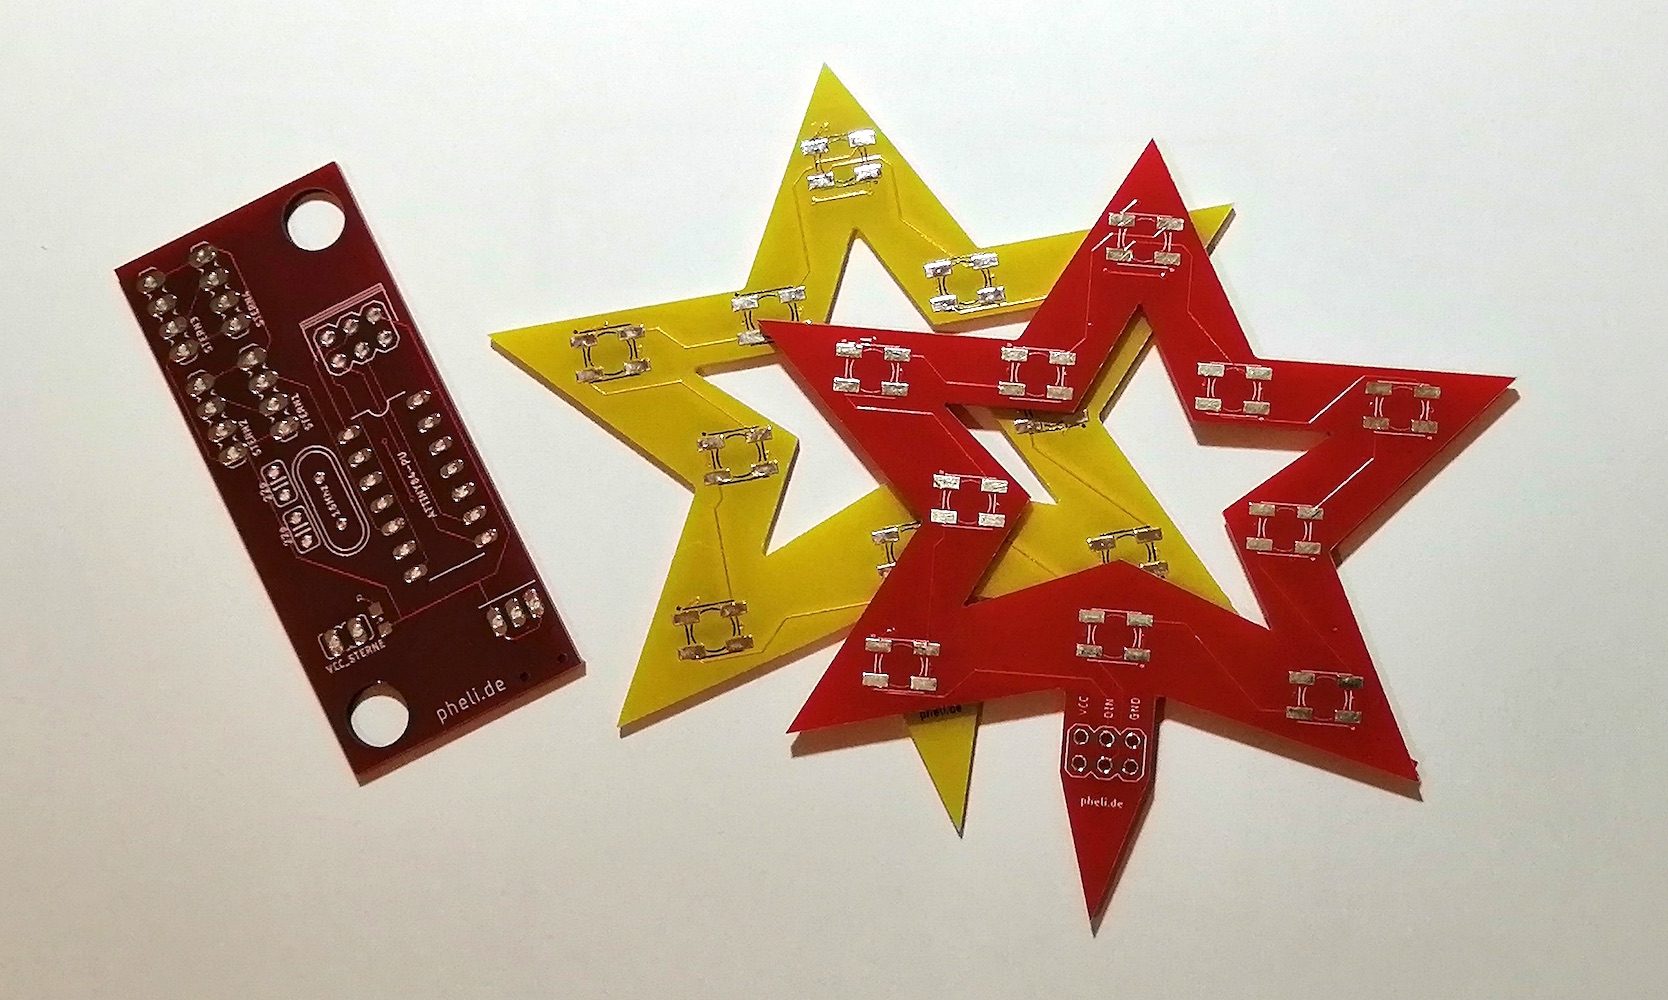 STERN3
STERN4
STERN2
STERN1
22p
22p
16Mhz
ATTINY84-PU
VCC_STERNE
pheli.de
pheli.de
VCC
DIN
GND
pheli.de